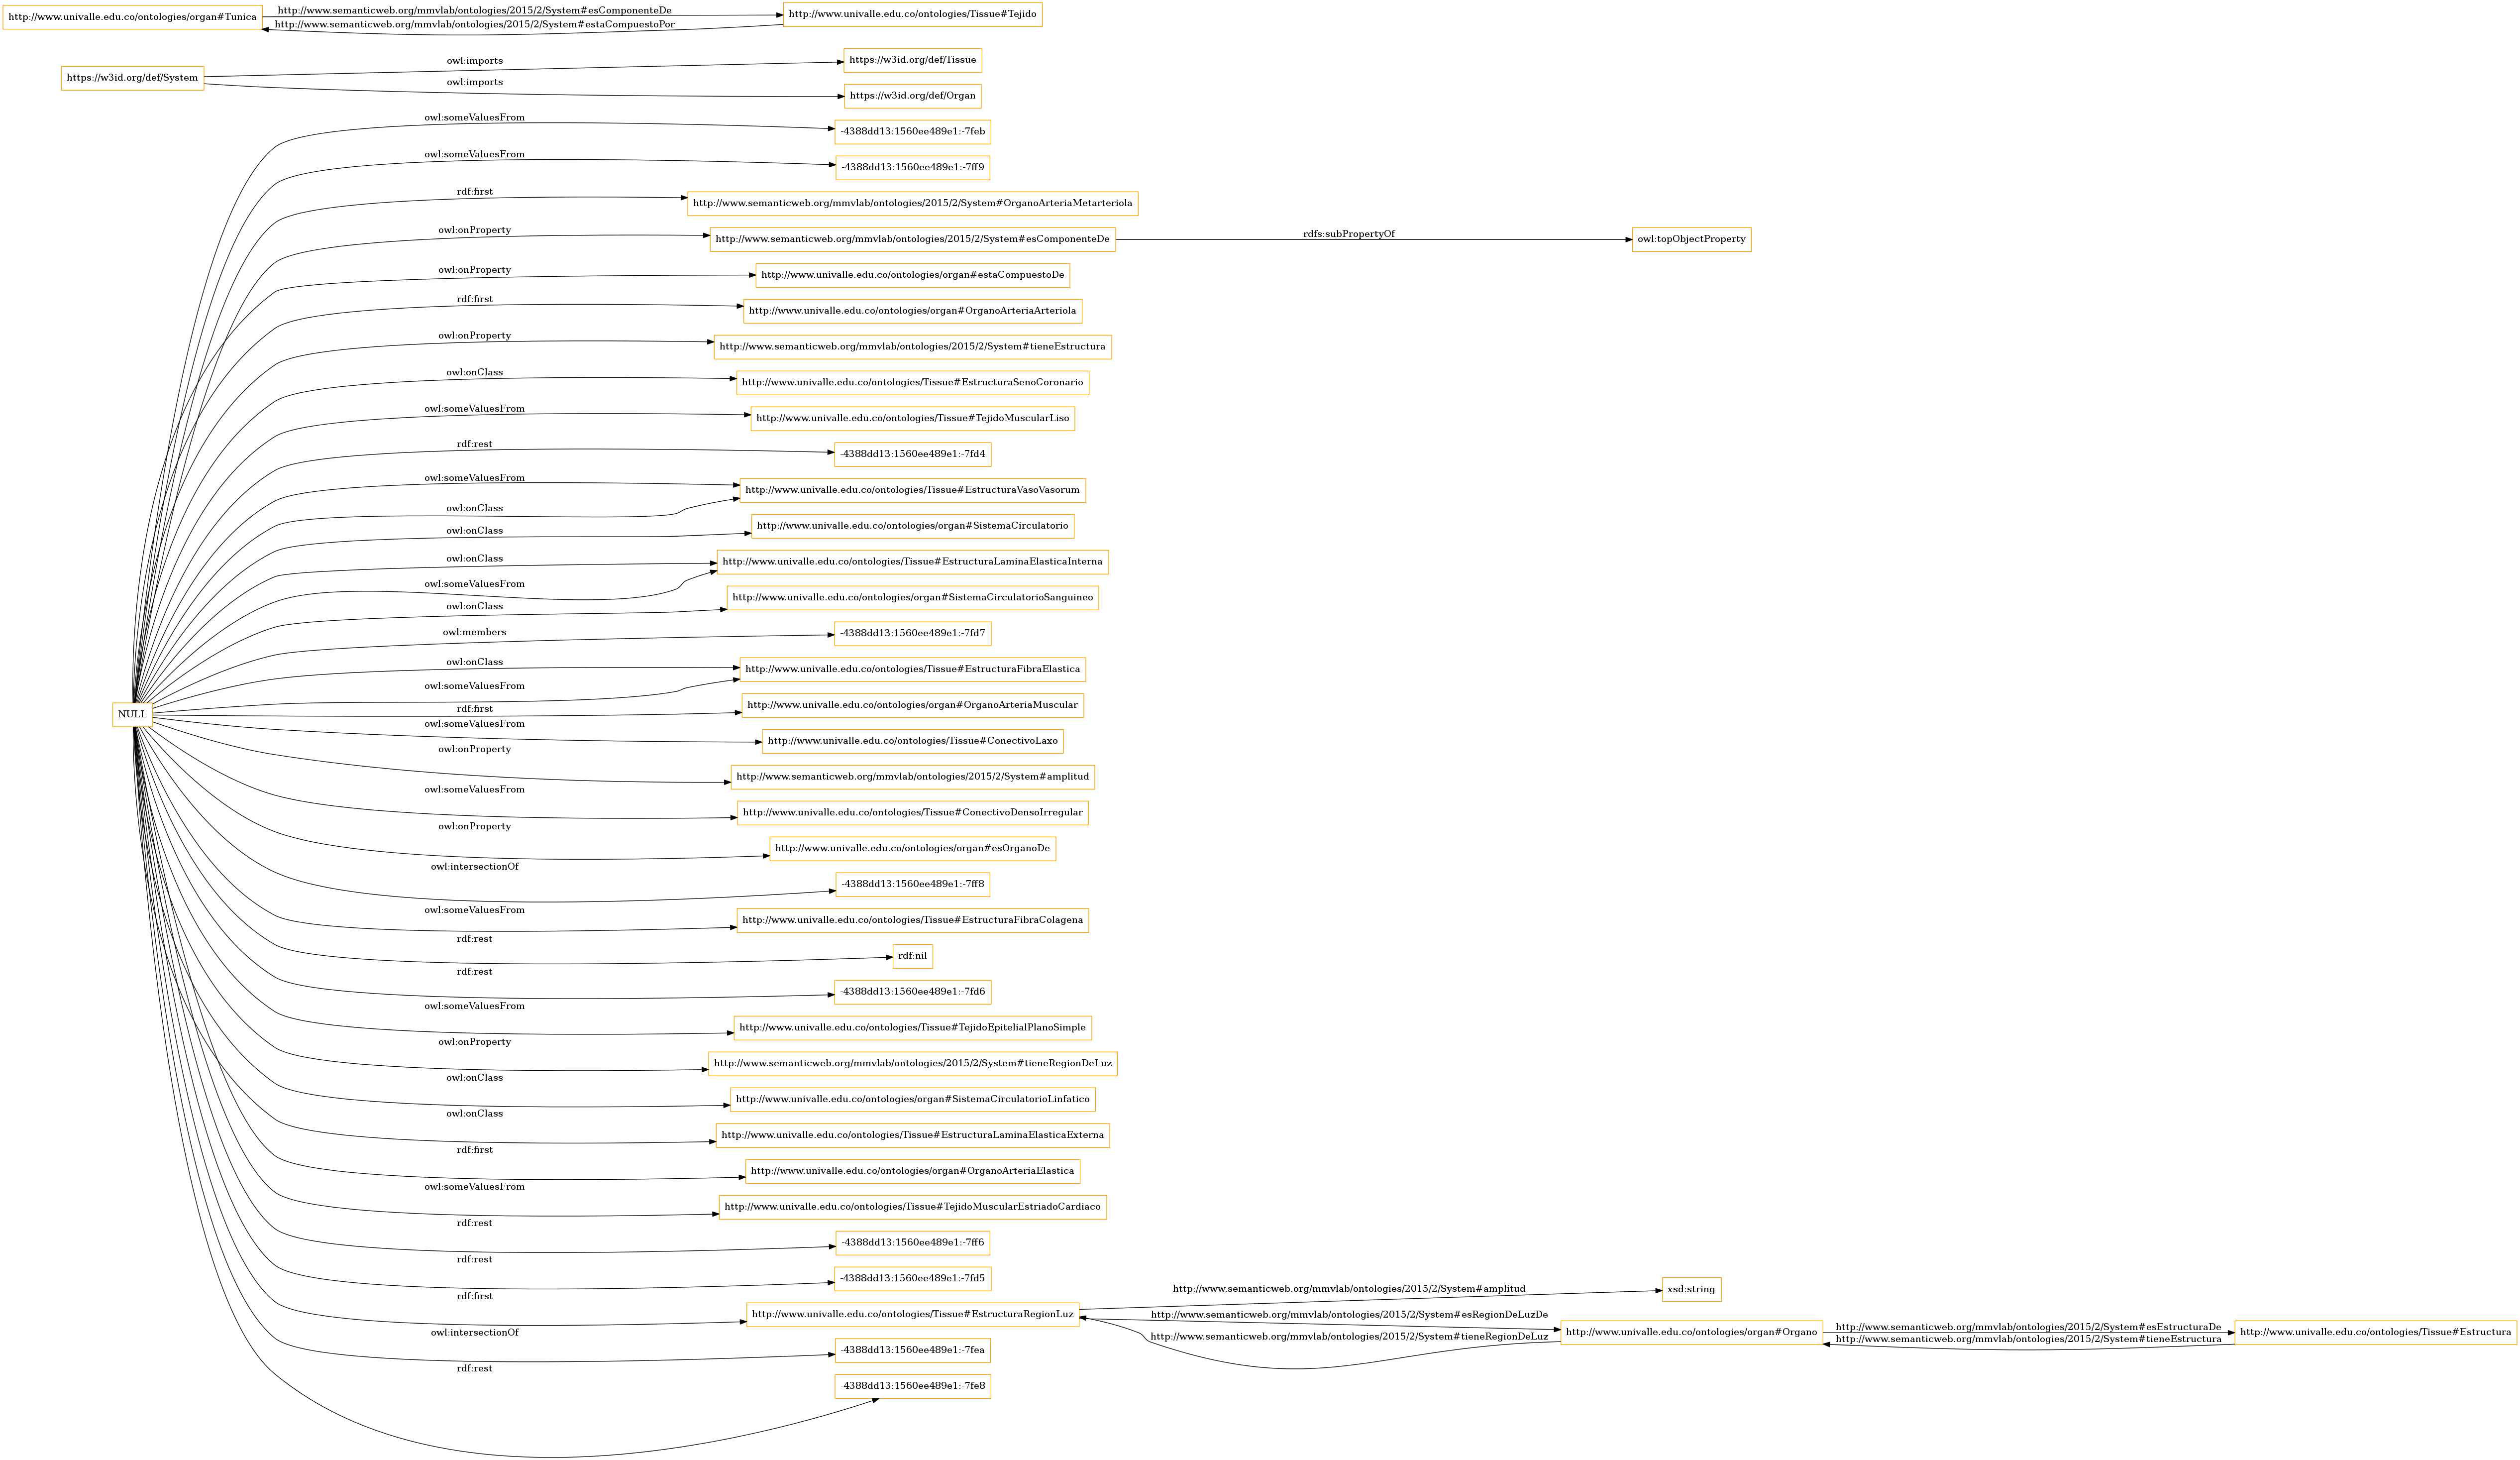 http://www.semanticweb.org/mmvlab/ontologies/2015/2/System#esComponenteDe
http://www.univalle.edu.co/ontologies/organ#Tunica
http://www.univalle.edu.co/ontologies/Tissue#Tejido
http://www.semanticweb.org/mmvlab/ontologies/2015/2/System#estaCompuestoPor
owl:imports
https://w3id.org/def/Tissue
https://w3id.org/def/System
owl:imports
https://w3id.org/def/Organ
owl:someValuesFrom
-4388dd13:1560ee489e1:-7feb
owl:someValuesFrom
-4388dd13:1560ee489e1:-7ff9
rdf:first
http://www.semanticweb.org/mmvlab/ontologies/2015/2/System#OrganoArteriaMetarteriola
owl:onProperty
http://www.semanticweb.org/mmvlab/ontologies/2015/2/System#esComponenteDe
rdfs:subPropertyOf
owl:topObjectProperty
owl:onProperty
http://www.univalle.edu.co/ontologies/organ#estaCompuestoDe
rdf:first
http://www.univalle.edu.co/ontologies/organ#OrganoArteriaArteriola
owl:onProperty
http://www.semanticweb.org/mmvlab/ontologies/2015/2/System#tieneEstructura
owl:onClass
http://www.univalle.edu.co/ontologies/Tissue#EstructuraSenoCoronario
owl:someValuesFrom
http://www.univalle.edu.co/ontologies/Tissue#TejidoMuscularLiso
rdf:rest
-4388dd13:1560ee489e1:-7fd4
owl:someValuesFrom
http://www.univalle.edu.co/ontologies/Tissue#EstructuraVasoVasorum
owl:onClass
owl:onClass
http://www.univalle.edu.co/ontologies/organ#SistemaCirculatorio
owl:onClass
http://www.univalle.edu.co/ontologies/Tissue#EstructuraLaminaElasticaInterna
owl:someValuesFrom
http://www.univalle.edu.co/ontologies/organ#SistemaCirculatorioSanguineo
owl:onClass
owl:members
-4388dd13:1560ee489e1:-7fd7
owl:onClass
http://www.univalle.edu.co/ontologies/Tissue#EstructuraFibraElastica
owl:someValuesFrom
NULL
rdf:first
http://www.univalle.edu.co/ontologies/organ#OrganoArteriaMuscular
owl:someValuesFrom
http://www.univalle.edu.co/ontologies/Tissue#ConectivoLaxo
owl:onProperty
http://www.semanticweb.org/mmvlab/ontologies/2015/2/System#amplitud
owl:someValuesFrom
http://www.univalle.edu.co/ontologies/Tissue#ConectivoDensoIrregular
owl:onProperty
http://www.univalle.edu.co/ontologies/organ#esOrganoDe
owl:intersectionOf
-4388dd13:1560ee489e1:-7ff8
owl:someValuesFrom
http://www.univalle.edu.co/ontologies/Tissue#EstructuraFibraColagena
rdf:rest
rdf:nil
rdf:rest
-4388dd13:1560ee489e1:-7fd6
owl:someValuesFrom
http://www.univalle.edu.co/ontologies/Tissue#TejidoEpitelialPlanoSimple
owl:onProperty
http://www.semanticweb.org/mmvlab/ontologies/2015/2/System#tieneRegionDeLuz
owl:onClass
http://www.univalle.edu.co/ontologies/organ#SistemaCirculatorioLinfatico
owl:onClass
http://www.univalle.edu.co/ontologies/Tissue#EstructuraLaminaElasticaExterna
rdf:first
http://www.univalle.edu.co/ontologies/organ#OrganoArteriaElastica
owl:someValuesFrom
http://www.univalle.edu.co/ontologies/Tissue#TejidoMuscularEstriadoCardiaco
rdf:rest
-4388dd13:1560ee489e1:-7ff6
rdf:rest
-4388dd13:1560ee489e1:-7fd5
rdf:first
http://www.univalle.edu.co/ontologies/Tissue#EstructuraRegionLuz
http://www.semanticweb.org/mmvlab/ontologies/2015/2/System#amplitud
xsd:string
http://www.semanticweb.org/mmvlab/ontologies/2015/2/System#esRegionDeLuzDe
http://www.semanticweb.org/mmvlab/ontologies/2015/2/System#tieneRegionDeLuz
http://www.univalle.edu.co/ontologies/organ#Organo
http://www.semanticweb.org/mmvlab/ontologies/2015/2/System#esEstructuraDe
http://www.semanticweb.org/mmvlab/ontologies/2015/2/System#tieneEstructura
http://www.univalle.edu.co/ontologies/Tissue#Estructura
owl:intersectionOf
-4388dd13:1560ee489e1:-7fea
rdf:rest
-4388dd13:1560ee489e1:-7fe8